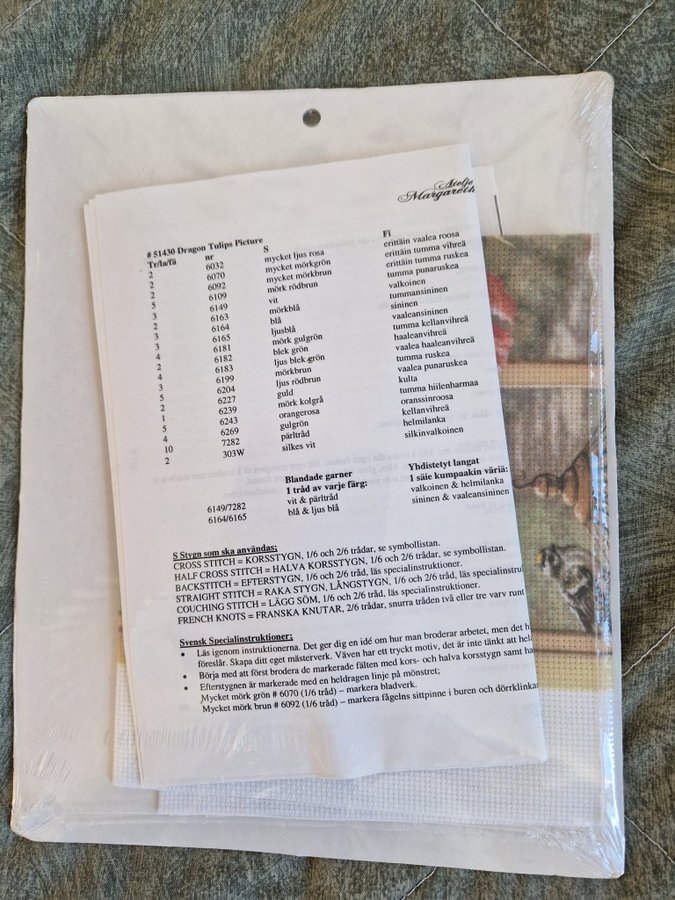 Ateljé
Margareth
# 51430 Dragon Tulips Picture
Tr/la/fä nr S Fi
2 6032 mycket ljus rosa erittäin vaalea roosa
2 6070 mycket mörkgrön erittäin tumma vihreä
2 6092 mycket mörkbrun erittäin tumma ruskea
5 6109 mörk rödbrun tumma punaruskea
3 6149 vit valkoinen
2 6163 mörkblå tummansininen
3 6164 blå sininen
3 6165 ljusblå vaaleansininen
4 6181 mörk gulgrön tumma kellanvihreä
2 6182 blek grön haaleanvihreä
4 6183 ljus blek grön vaalea haaleanvihreä
3 6199 mörkbrun tumma ruskea
5 6204 ljus rödbrun vaalea punaruskea
2 6227 guld kulta
1 6239 mörk kolgrå tumma hiilenharmaa
5 6243 orangerosa oranssinroosa
4 6269 gulgrön kellanvihreä
10 7282 pärltråd helmilanka
2 303W silkes vit silkinvalkoinen
Blandade garner Yhdistetyt langat
1 tråd av varje färg: 1 säie kumpaakin väriä:
6149/7282 vit & pärltråd valkoinen & helmilanka
6164/6165 blå & ljus blå sininen & vaaleansininen
S Stygn som ska användas;
CROSS STITCH = KORSSTYGN, 1/6 och 2/6 trådar, se symbollistan.
HALF CROSS STITCH = HALVA KORSSTYGN, 1/6 och 2/6 trådar, se symbollistan.
BACKSTITCH = EFTERSTYGN, 1/6 och 2/6 tråd, läs specialinstruktioner.
STRAIGHT STITCH = RAKA STYGN, LÅNGSTYGN, 1/6 och 2/6 tråd, läs specialinstru
COUCHING STITCH = LÄGG SÖM, 1/6 och 2/6 tråd, läs specialinstruktioner.
FRENCH KNOTS = FRANSKA KNUTAR, 2/6 trådar, snurra tråden två eller tre varv runt
Svensk Specialinstruktioner;
• Läs igenom instruktionerna. Det ger dig en idé om hur man broderar arbetet, men det h
föreslår. Skapa ditt eget mästerverk. Väven har ett tryckt motiv, det är inte tänkt att hela
• Börja med att först brodera de markerade fälten med kors- och halva korsstygn samt ha
• Efterstygnen är markerade med en heldragen linje på mönstret;
Mycket mörk grön # 6070 (1/6 tråd) – markera bladverk.
Mycket mörk brun # 6092 (1/6 tråd) – markera fågelns sittpinne i buren och dörrklinkan